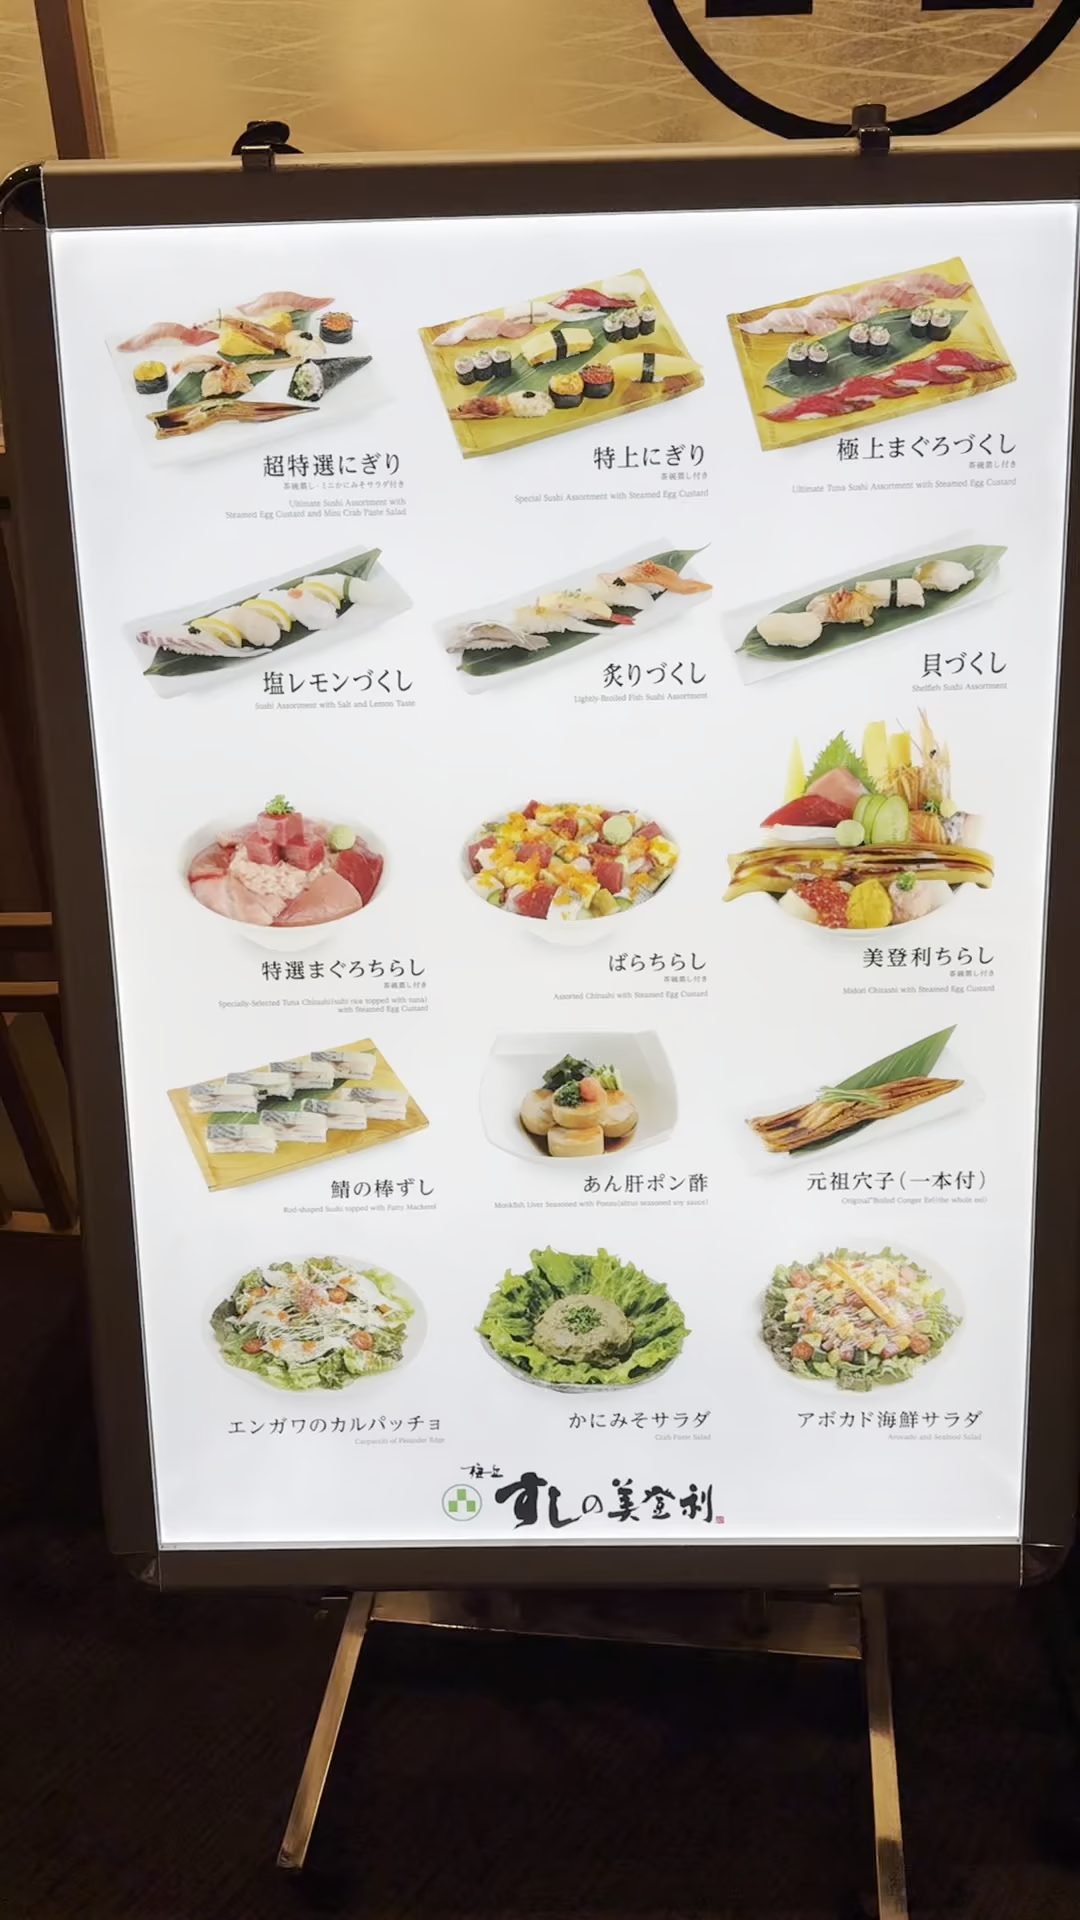 超特選にぎり
茶碗蒸し・ミニかにみそサラダ付き
Ultimate Sushi Assortment with
Steamed Egg Custard and Mini Crab Paste Salad
特上にぎり
茶碗蒸し付き
Special Sushi Assortment with Steamed Egg Custard
極上まぐろづくし
茶碗蒸し付き
Ultimate Tuna Sushi Assortment with Steamed Egg Custard
塩レモンづくし
Sushi Assortment with Salt and Lemon Taste
炙りづくし
Lightly-Broiled Fish Sushi Assortment
貝づくし
Shellfish Sushi Assortment
特選まぐろちらし
茶碗蒸し付き
Specially-Selected Tuna Chirashi(sushi rice topped with tuna)
with Steamed Egg Custard
ばらちらし
茶碗蒸し付き
Assorted Chirashi with Steamed Egg Custard
美登利ちらし
茶碗蒸し付き
Midori Chirashi with Steamed Egg Custard
鯖の棒ずし
Rod-shaped Sushi topped with Fatty Mackerel
あん肝ポン酢
Monkfish Liver Seasoned with Ponzu(citrus seasoned soy sauce)
元祖穴子(一本付)
Original"Boiled Conger Eel(the whole eel)
エンガワのカルパッチョ
Carpaccio of Flounder Edge
かにみそサラダ
Crab Paste Salad
アボカド海鮮サラダ
Avocado and Seafood Salad
梅丘
すしの美登利